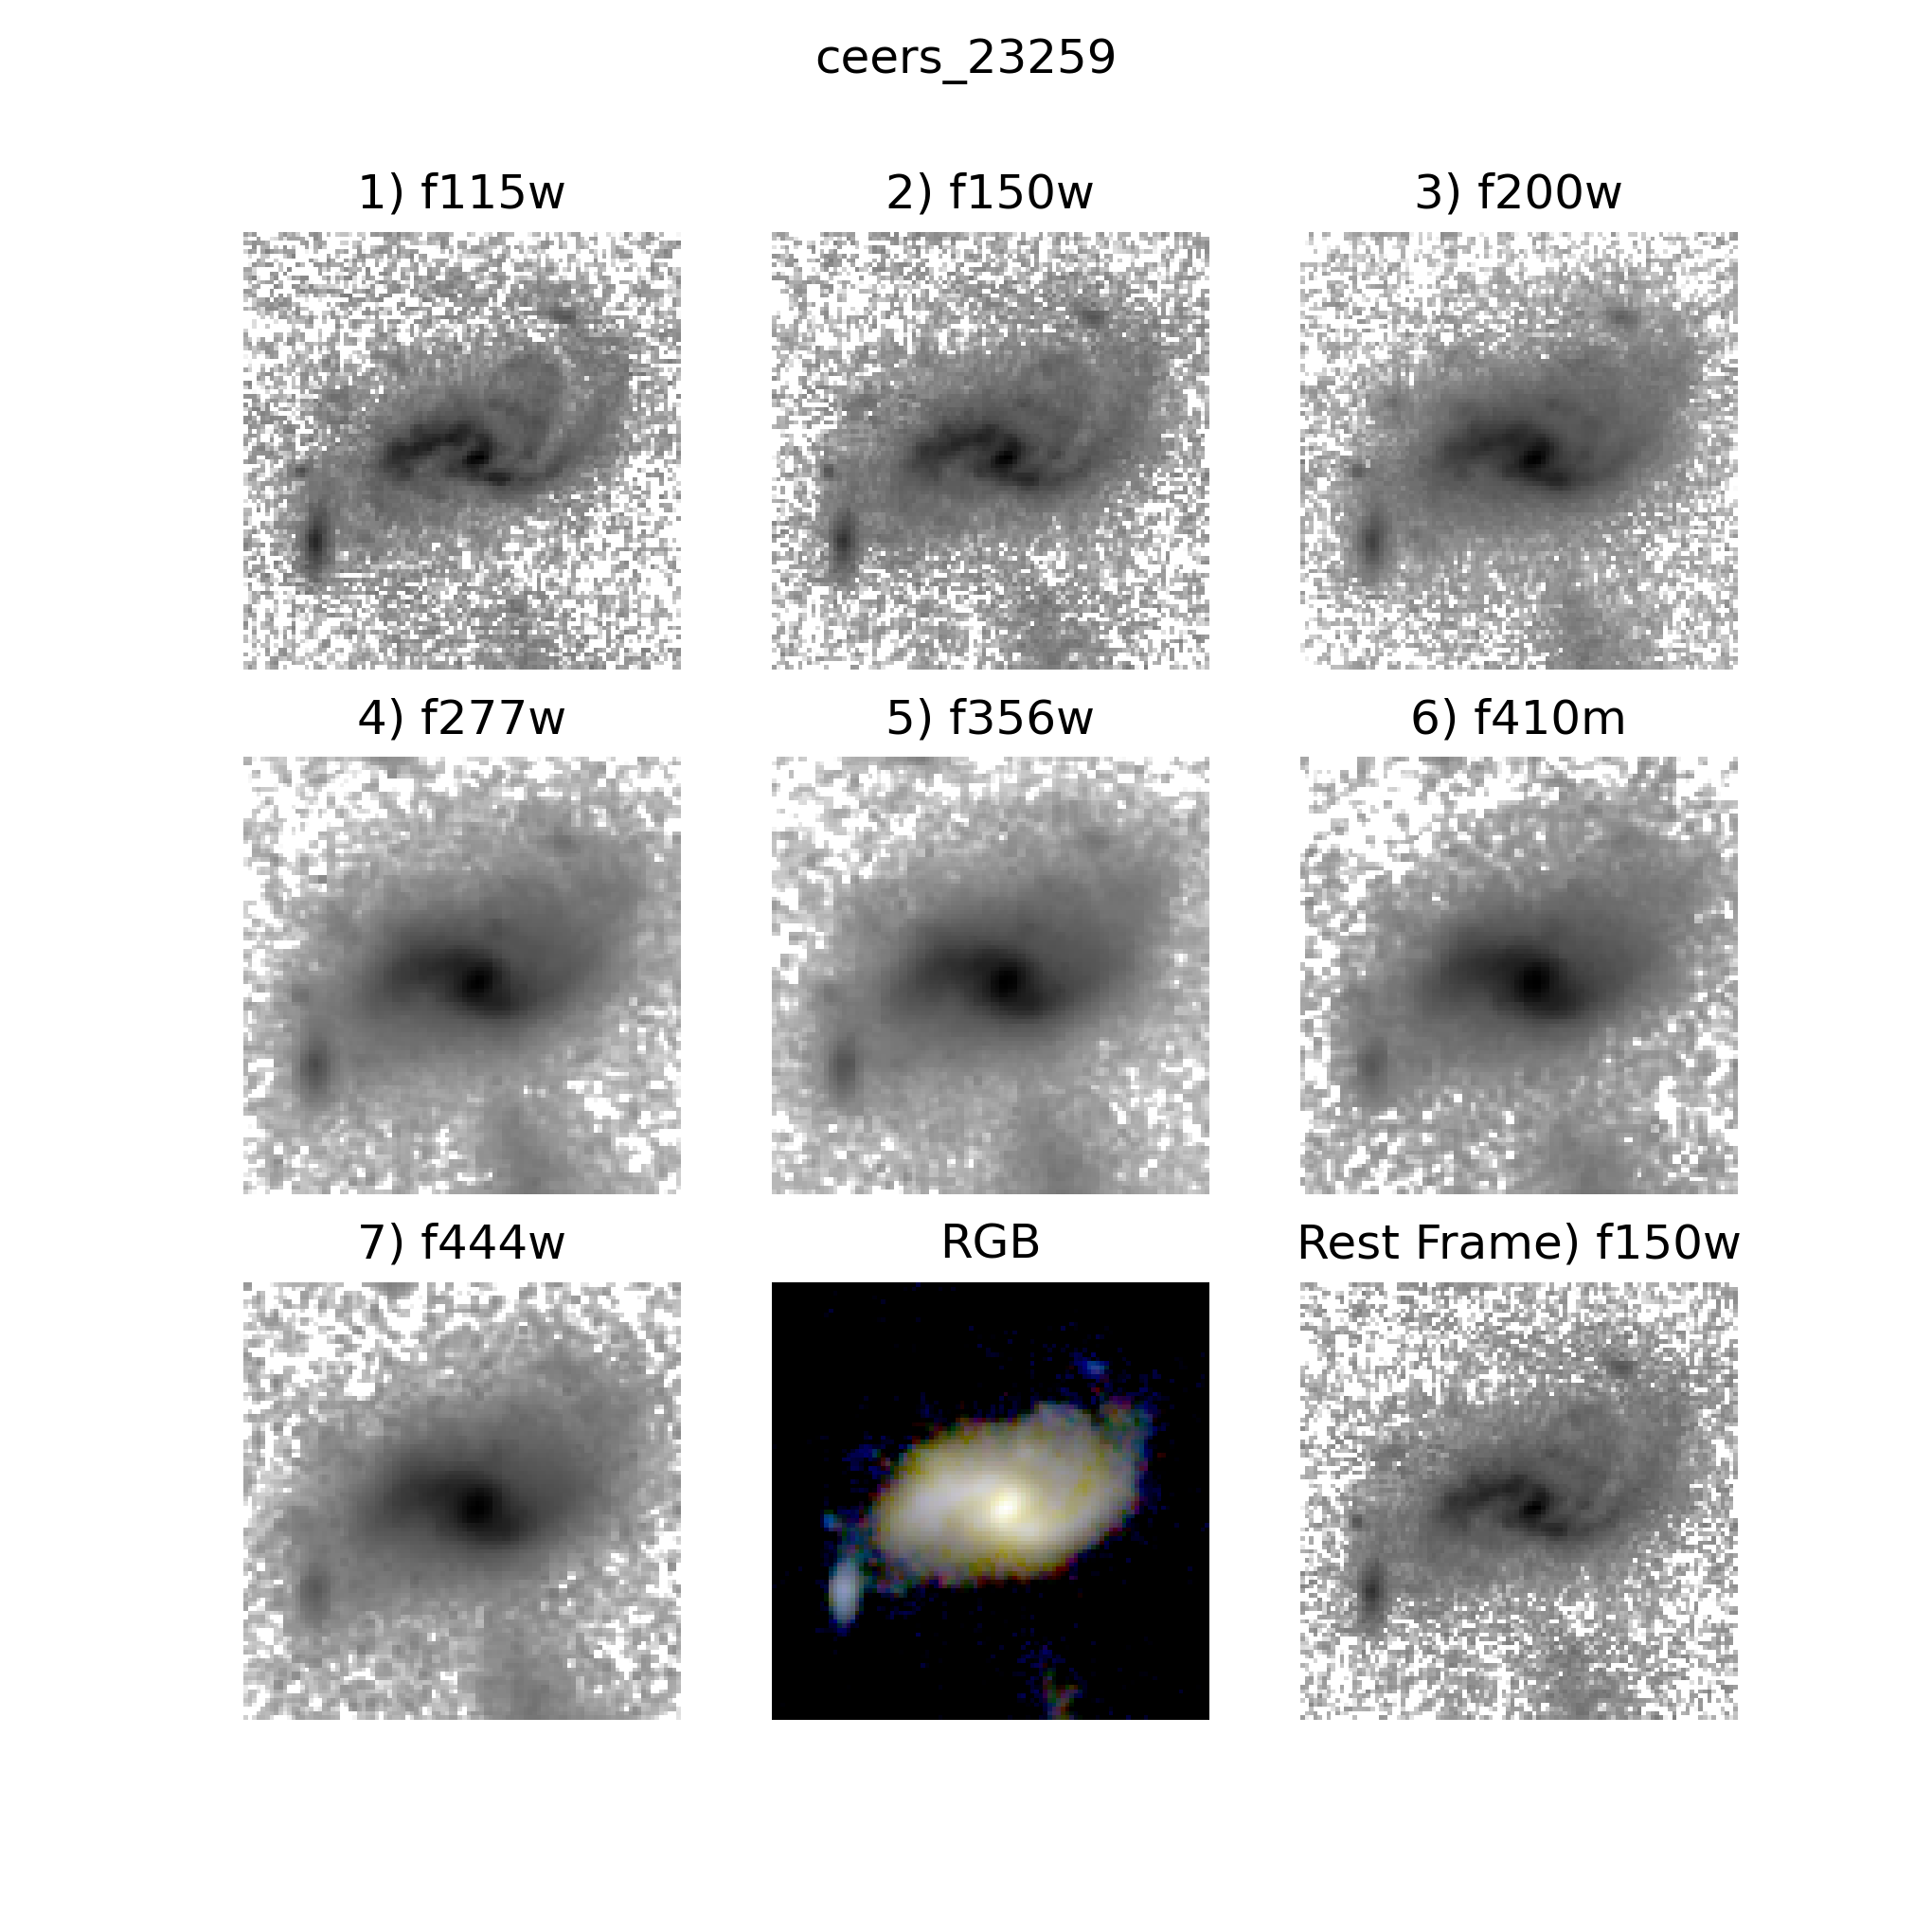 ceers_23259
1) f115w
2) f150w
3) f200w
4) f277w
5) f356w
6) f410m
7) f444w
RGB
Rest Frame) f150w